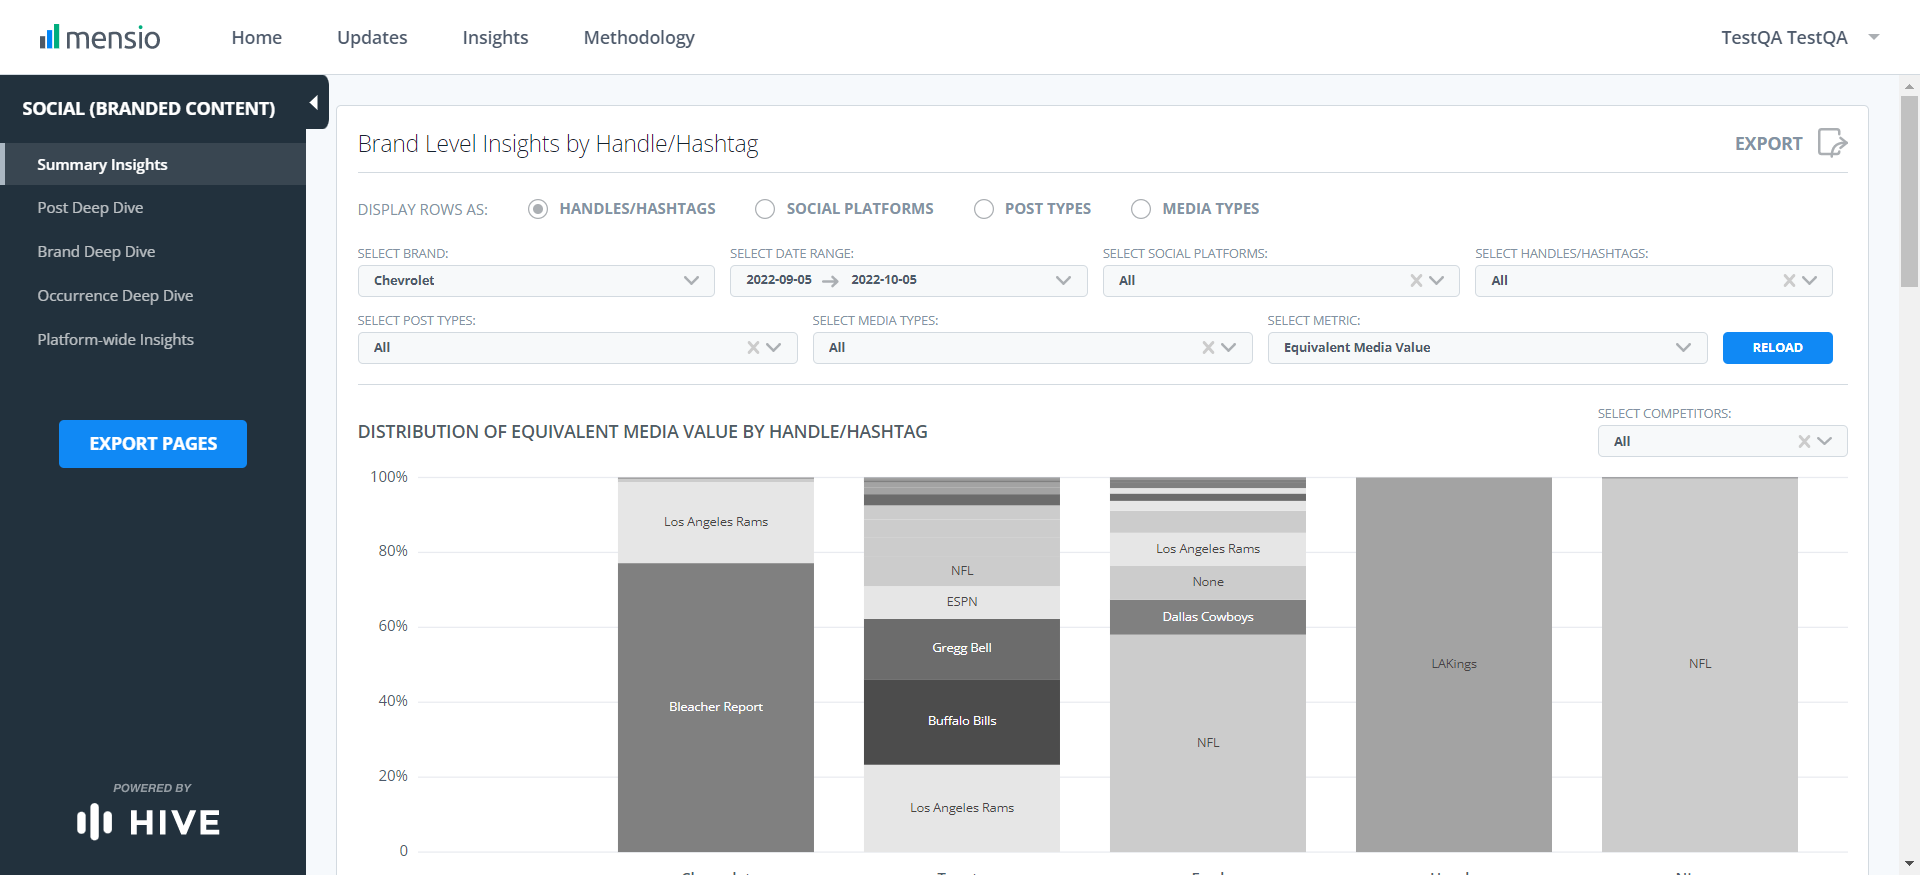 mensio
Home Updates Insights Methodology
TestQA TestQA
SOCIAL (BRANDED CONTENT)
Summary Insights
Post Deep Dive
Brand Deep Dive
Occurrence Deep Dive
Platform-wide Insights
EXPORT PAGES
POWERED BY
HIVE
Brand Level Insights by Handle/Hashtag
EXPORT
DISPLAY ROWS AS: HANDLES/HASHTAGS SOCIAL PLATFORMS POST TYPES MEDIA TYPES
SELECT BRAND: SELECT DATE RANGE: SELECT SOCIAL PLATFORMS: SELECT HANDLES/HASHTAGS:
Chevrolet 2022-09-05 2022-10-05 All All
SELECT POST TYPES: SELECT MEDIA TYPES: SELECT METRIC:
All All Equivalent Media Value RELOAD
SELECT COMPETITORS:
DISTRIBUTION OF EQUIVALENT MEDIA VALUE BY HANDLE/HASHTAG
All
100%
80%
60%
40%
20%
0
Los Angeles Rams
Bleacher Report
NFL
ESPN
Gregg Bell
Buffalo Bills
Los Angeles Rams
Los Angeles Rams
None
Dallas Cowboys
NFL
LAKings
NFL